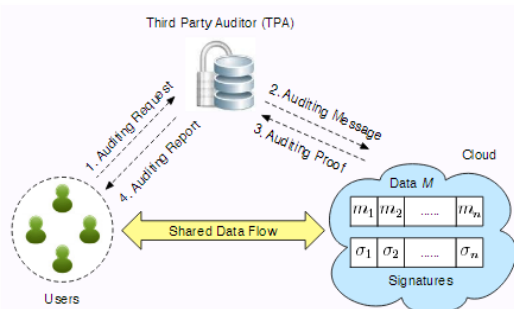 Third Party Auditor (TPA)
1. Auditing Request
2. Auditing Message
3. Auditing Proof
4. Auditing Report
Cloud
Data M
m₁ m₂ ...... mₙ
Shared Data Flow
σ₁ σ₂ ...... σₙ
Signatures
Users